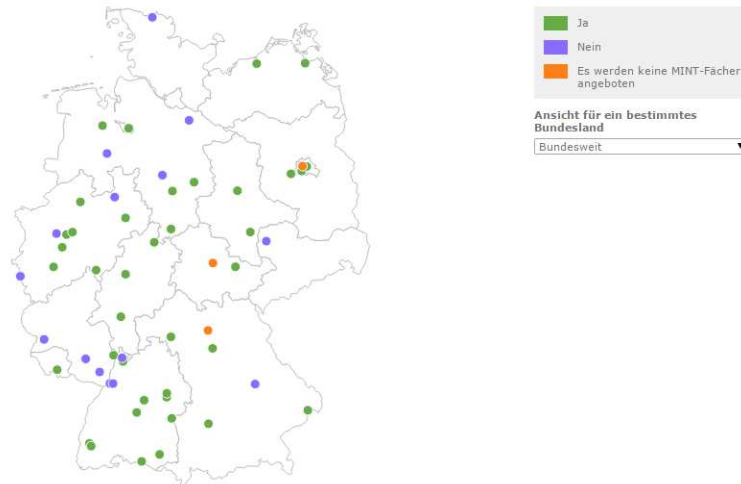 Ja
Nein
Es werden keine MINT-Fächer
angeboten
Ansicht für ein bestimmtes
Bundesland
Bundesweit